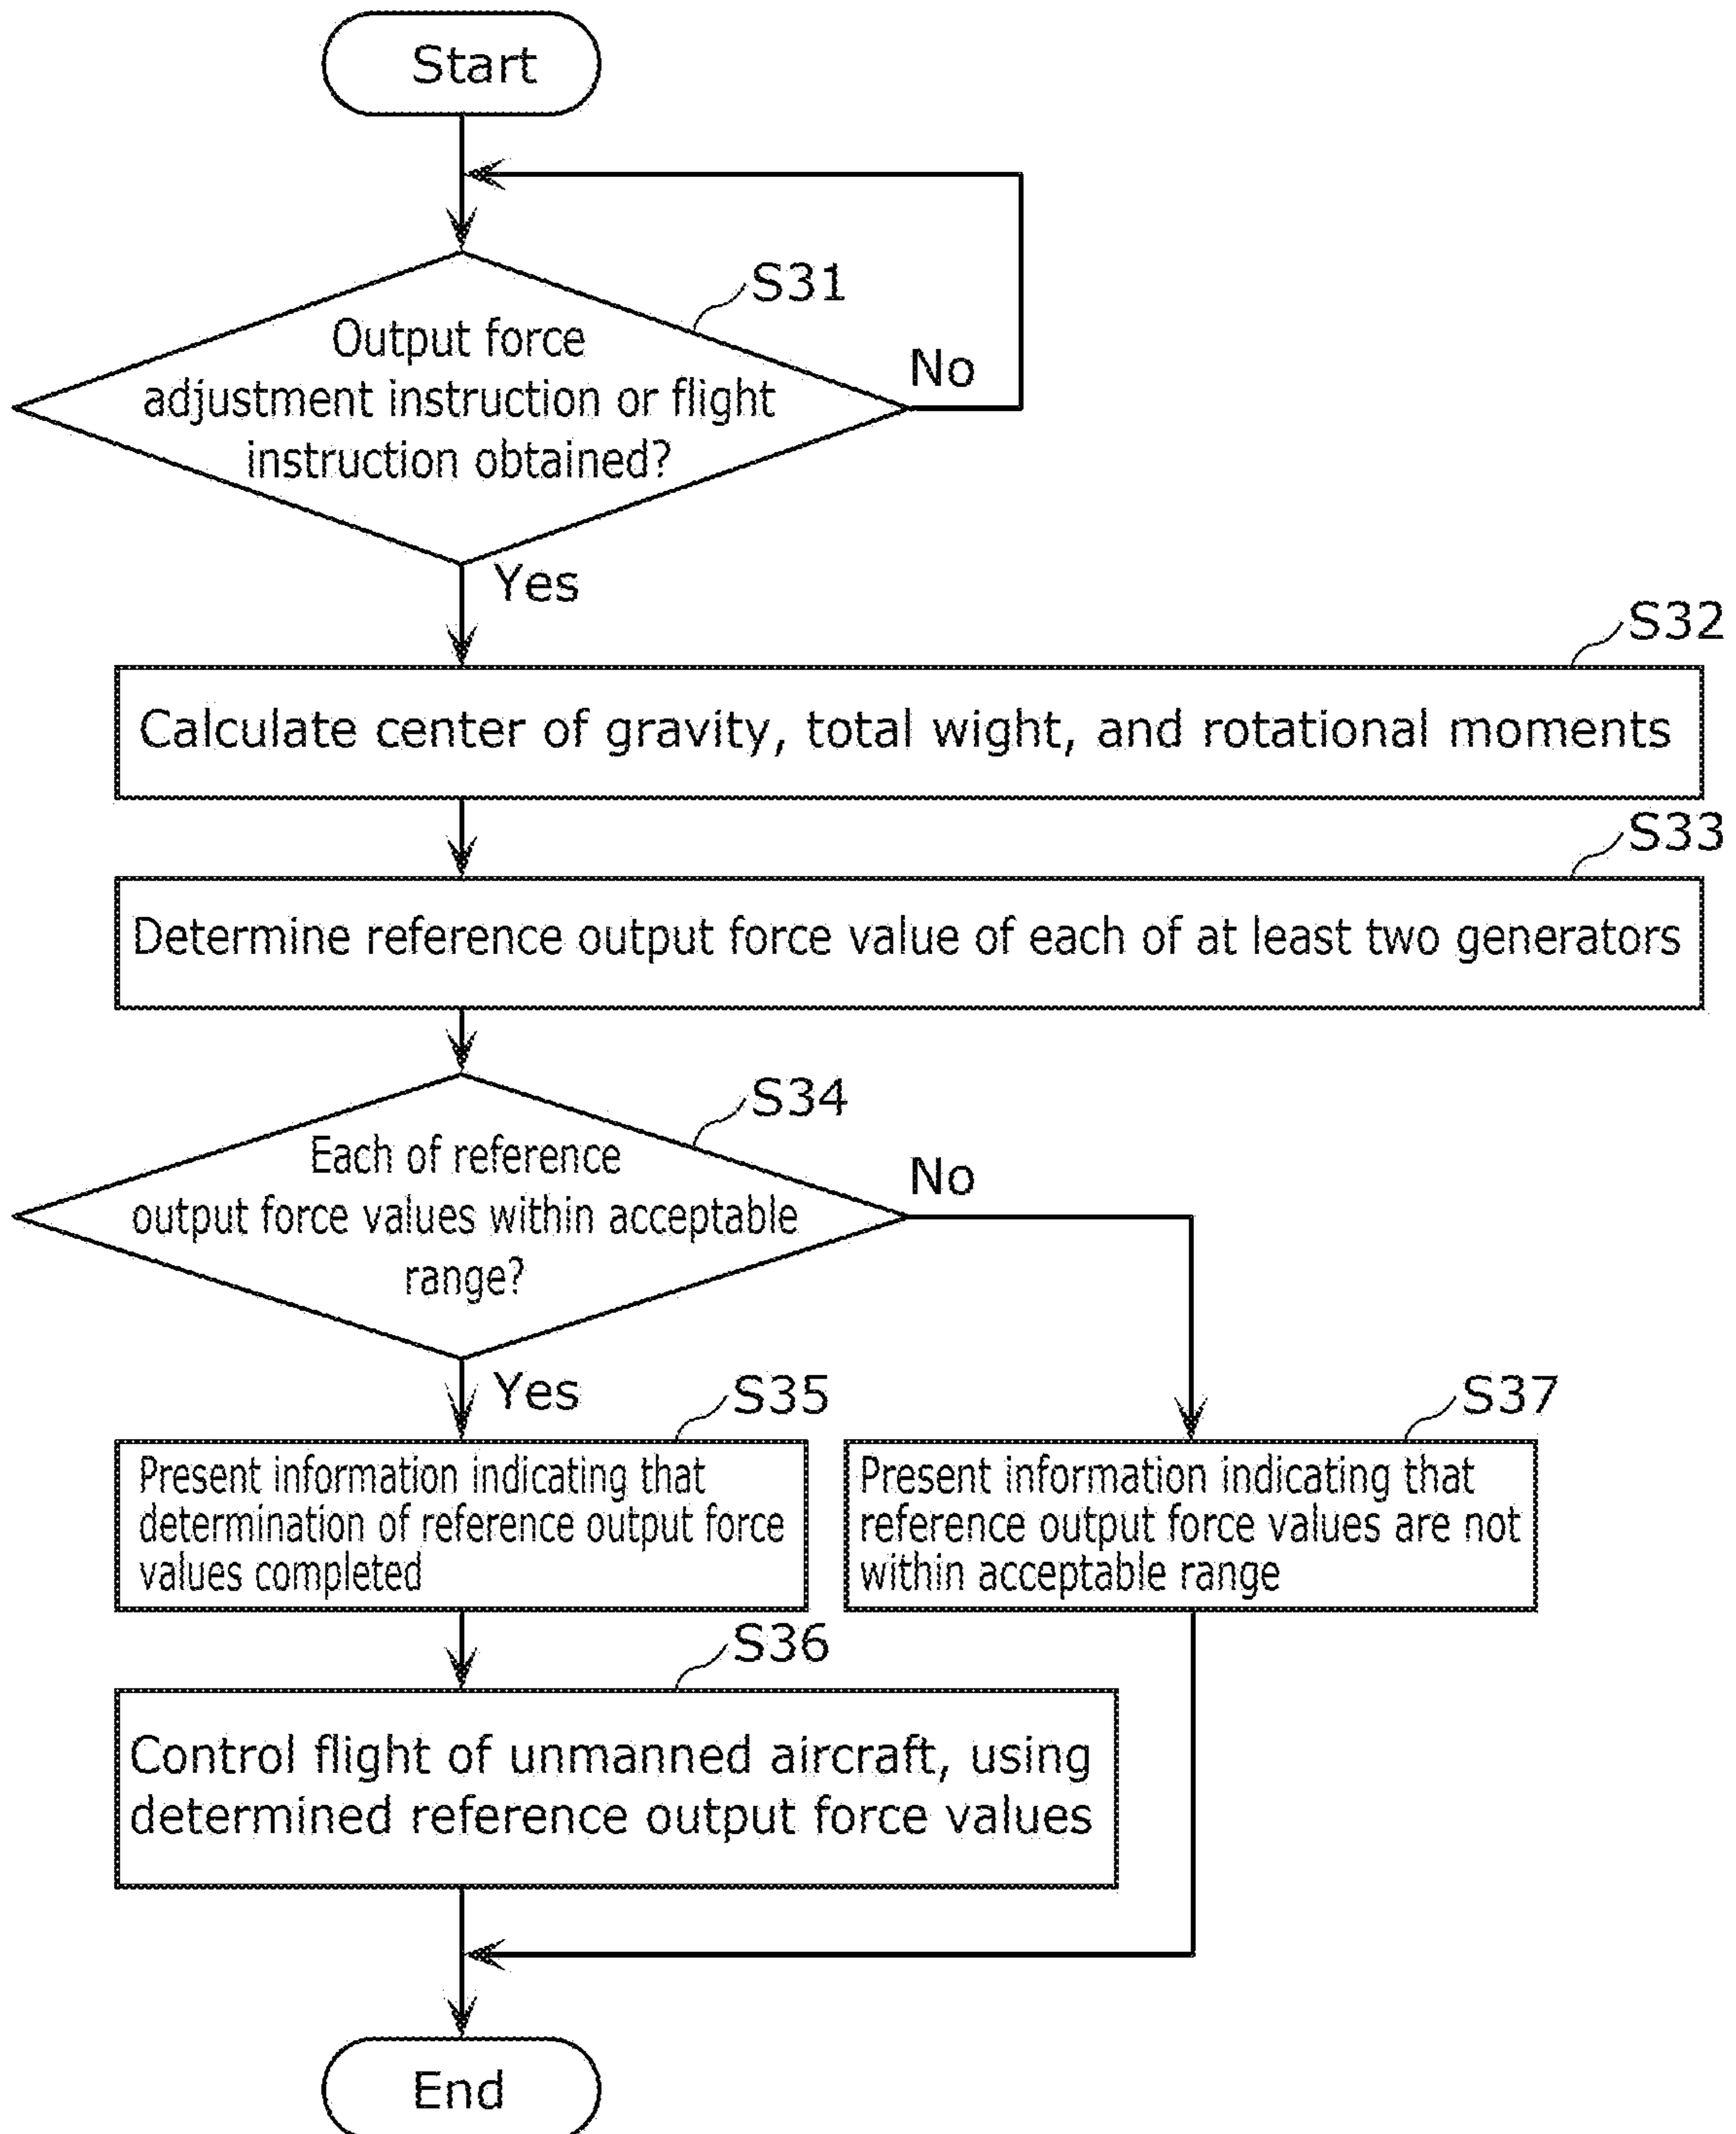 Start
S31
Output force
adjustment instruction or flight
instruction obtained?
No
Yes
S32
Calculate center of gravity, total wight, and rotational moments
S33
Determine reference output force value of each of at least two generators
S34
Each of reference
output force values within acceptable
range?
No
Yes
S35
Present information indicating that
determination of reference output force
values completed
S37
Present information indicating that
reference output force values are not
within acceptable range
S36
Control flight of unmanned aircraft, using
determined reference output force values
End